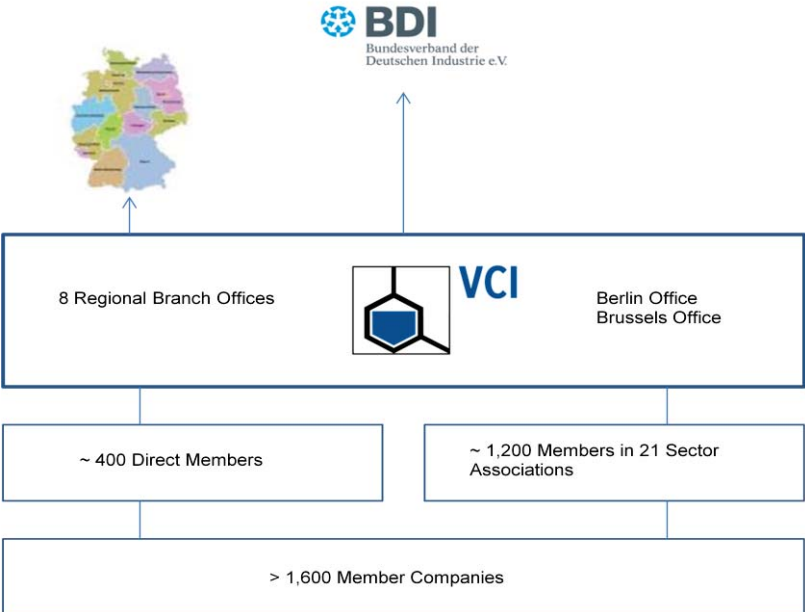 BDI
Bundesverband der
Deutschen Industrie e.V.
8 Regional Branch Offices
VCI
Berlin Office
Brussels Office
~ 400 Direct Members
~ 1,200 Members in 21 Sector
Associations
> 1,600 Member Companies